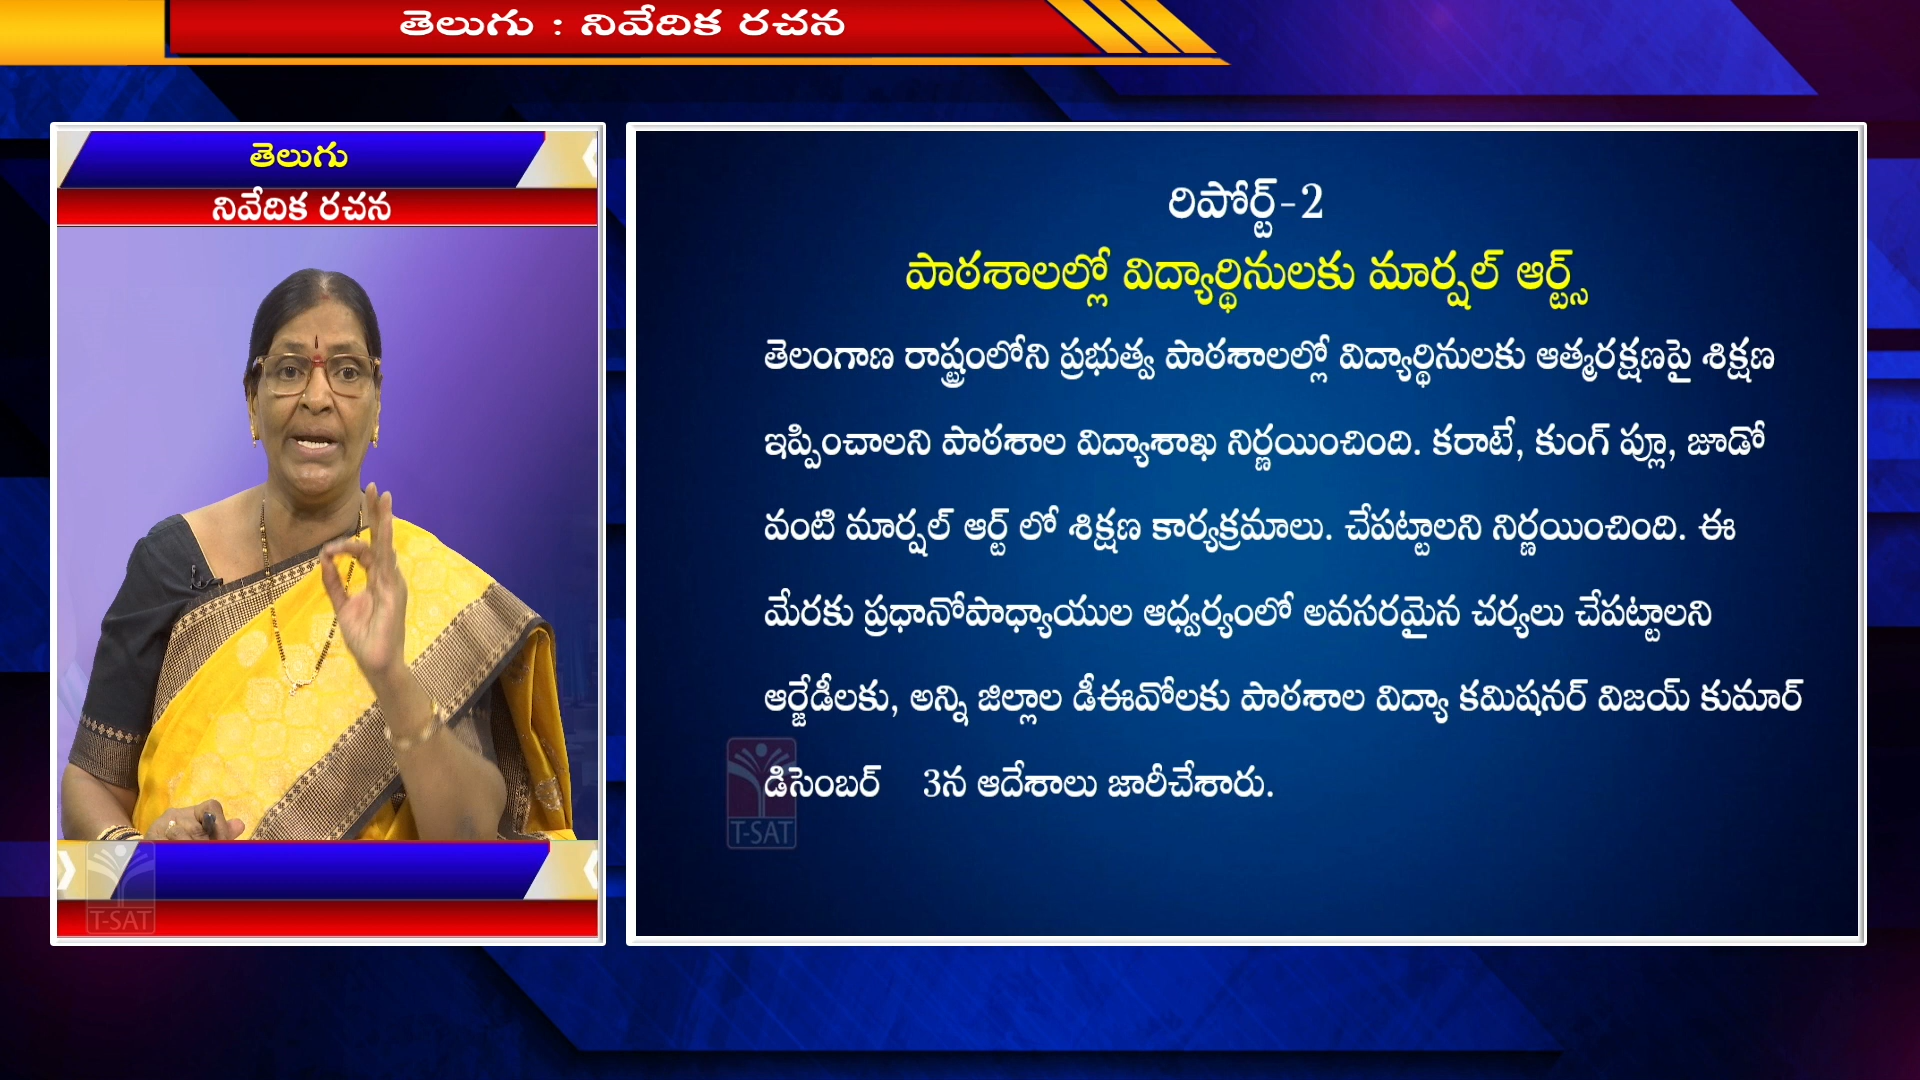 తెలుగు : నివేదిక రచన
తెలుగు
నివేదిక రచన
రిపోర్ట్-2
పాఠశాలల్లో విద్యార్థినులకు మార్షల్ ఆర్ట్స్
తెలంగాణ రాష్ట్రంలోని ప్రభుత్వ పాఠశాలల్లో విద్యార్థినులకు ఆత్మరక్షణపై శిక్షణ
ఇప్పించాలని పాఠశాల విద్యాశాఖ నిర్ణయించింది. కరాటే, కుంగ్ ప్లూ, జూడో
వంటి మార్షల్ ఆర్ట్ లో శిక్షణ కార్యక్రమాలు. చేపట్టాలని నిర్ణయించింది. ఈ
మేరకు ప్రధానోపాధ్యాయుల ఆధ్వర్యంలో అవసరమైన చర్యలు చేపట్టాలని
ఆర్జేడీలకు, అన్ని జిల్లాల డీఈవోలకు పాఠశాల విద్యా కమిషనర్ విజయ్ కుమార్
డిసెంబర్ 3న ఆదేశాలు జారీచేశారు.
T-SAT
T-SAT